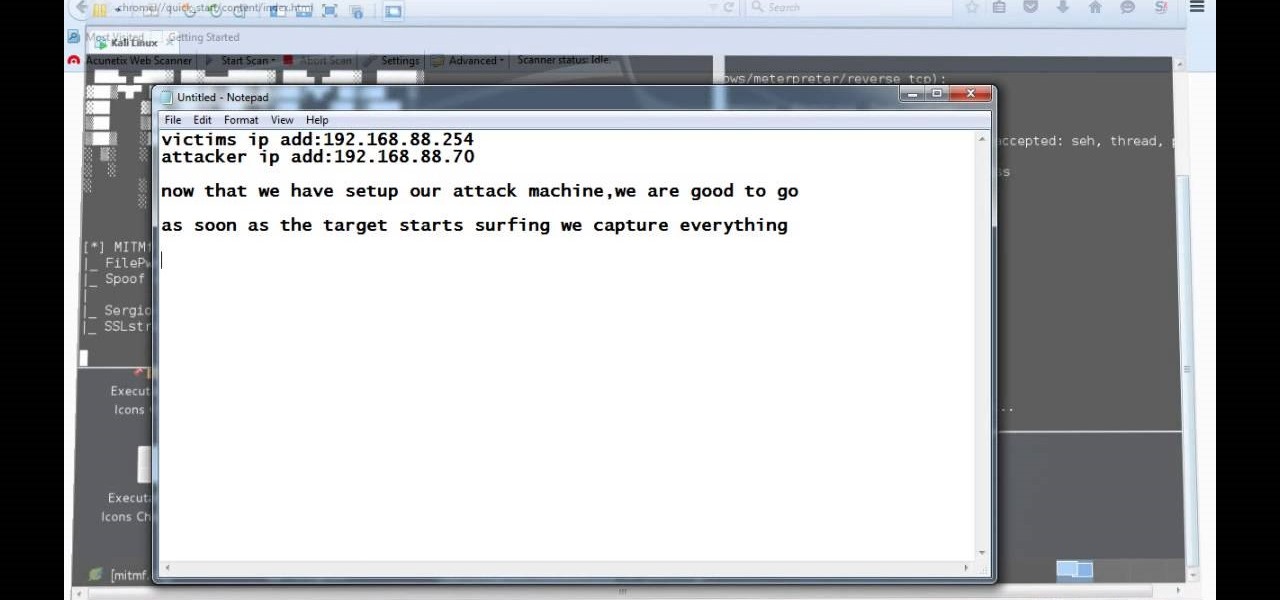 chrome://quick_start/content/index.html
Search
Most Visited
Getting Started
Kali Linux
Acunetix Web Scanner
Start Scan
Abort Scan
Settings
Advanced
Scanner status: Idle.
ows/meterpreter/reverse_tcp):
Untitled - Notepad
File Edit Format View Help
victims ip add:192.168.88.254
attacker ip add:192.168.88.70
ccepted: seh, thread, p
ss
now that we have setup our attack machine,we are good to go
as soon as the target starts surfing we capture everything
[*] MITMf
|_ FilePw
|_ Spoof
|
|_ Sergio
|_ SSLstr
Execut
Icons
..
Executa
Icons Ch
[mitmf.